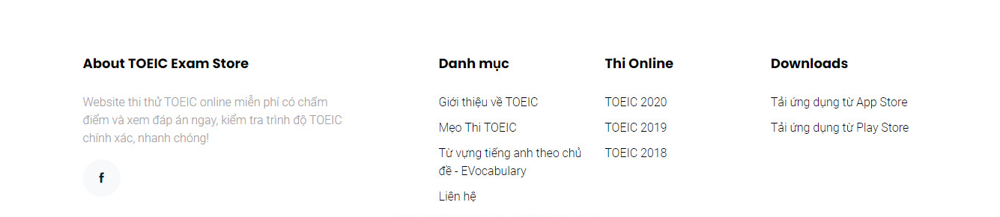 About TOEIC Exam Store
Website thi thử TOEIC online miễn phí có chấm
điểm và xem đáp án ngay, kiểm tra trình độ TOEIC
chính xác, nhanh chóng!
f
Danh mục
Giới thiệu về TOEIC
Mẹo Thi TOEIC
Từ vựng tiếng anh theo chủ
đề - EVocabulary
Liên hệ
Thi Online
TOEIC 2020
TOEIC 2019
TOEIC 2018
Downloads
Tải ứng dụng từ App Store
Tải ứng dụng từ Play Store